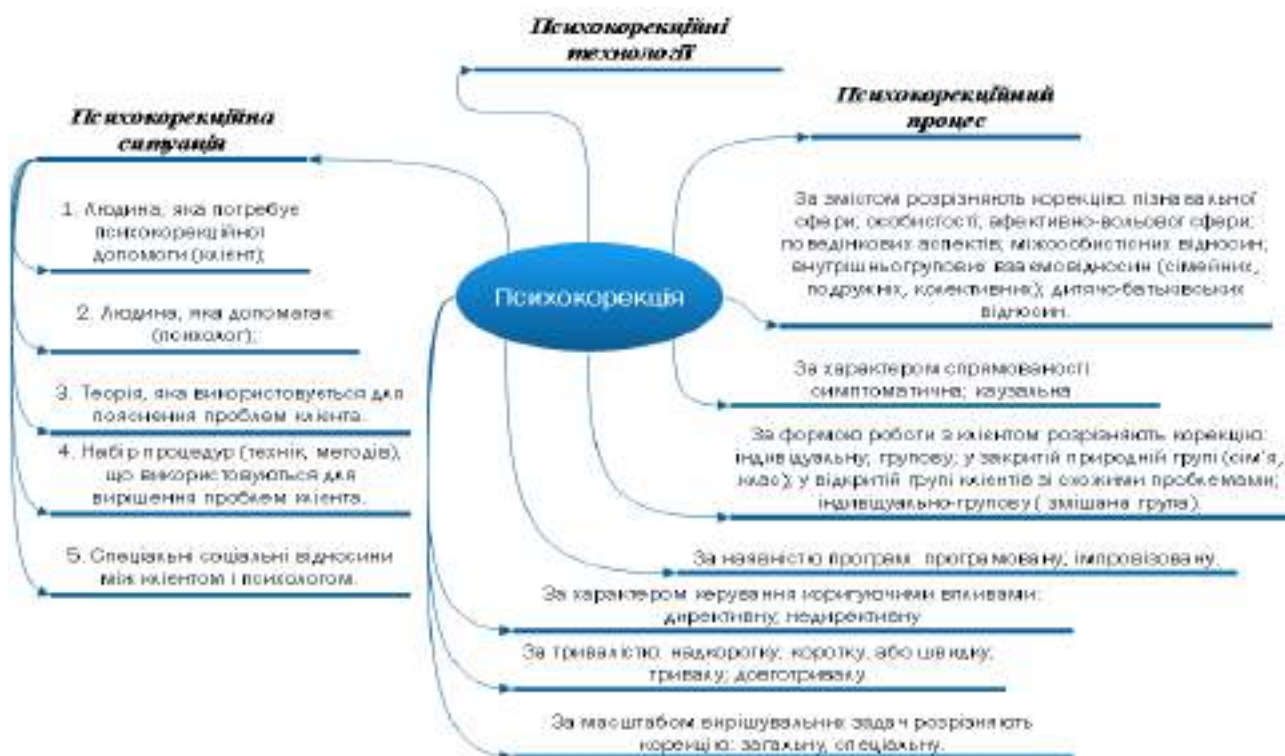 Психокорекційні
технології
Психокорекційна
ситуація
Психокорекційний
процес
1. Людина, яка потребує
психокорекційної
допомоги (клієнт);
2. Людина, яка допомагає
(психолог);
3. Теорія, яка використовується для
пояснення проблем клієнта.
4. Набір процедур (технік, методів),
що використовуються для
вирішення проблем клієнта.
5. Спеціальні соціальні відносини
між клієнтом і психологом.
Психокорекція
За змістом розрізняють корекцію: пізнавальної
сфери; особистості; афективно-вольової сфери;
поведінкових аспектів; міжособистісних відносин;
внутрішньогрупових взаємовідносин (сімейних,
подружніх, колективних); дитячо-батьківських
відносин.
За характером спрямованості:
симптоматична; каузальна
За формою роботи з клієнтом розрізняють корекцію:
індивідуальну; групову; у закритій природній групі (сім'я,
клас); у відкритій групі клієнтів зі схожими проблемами;
індивідуально-групову ( змішана група).
За наявністю програм: програмовану; імпровізовану.
За характером керування коригуючими впливами:
директивну; недирективну
За тривалістю: надкоротку; коротку, або швидку;
тривалу; довготривалу.
За масштабом вирішувальних задач розрізняють
корекцію: загальну, спеціальну.